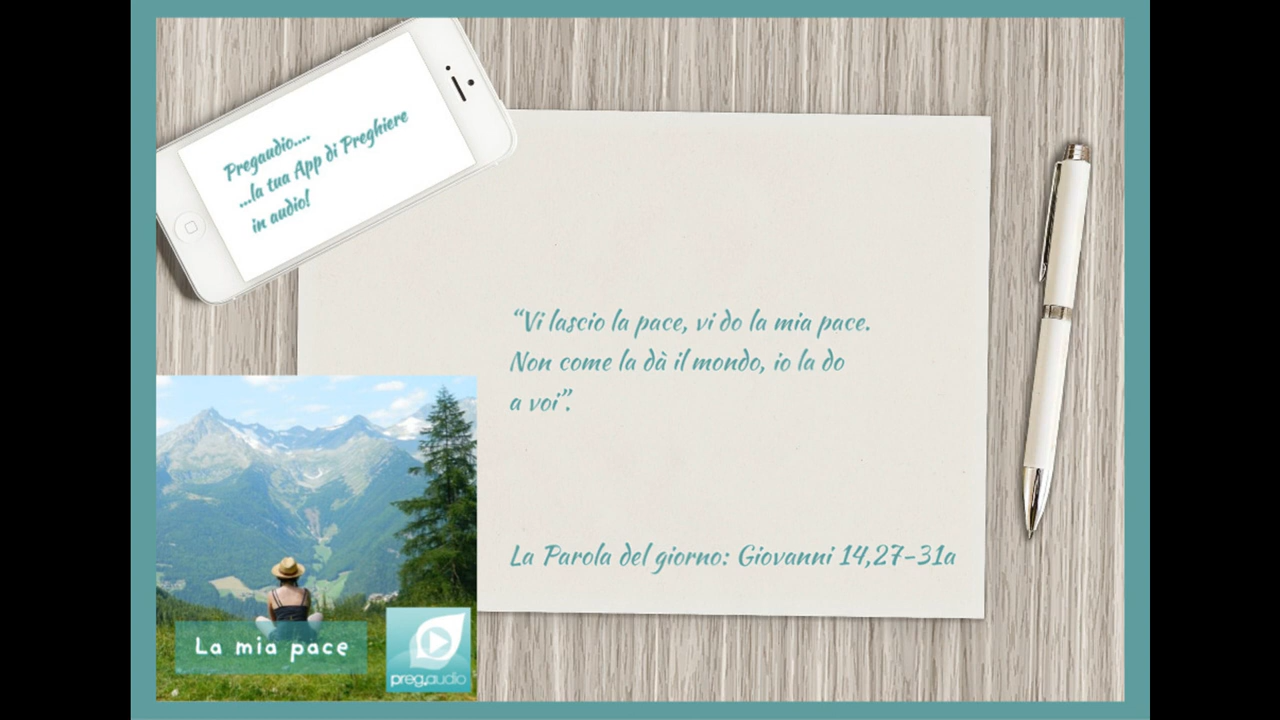 Pregaudio....
...la tua App di Preghiere
in audio!
“Vi lascio la pace, vi do la mia pace.
Non come la dà il mondo, io la do
a voi”.
La Parola del giorno: Giovanni 14,27-31a
La mia pace
preg.audio